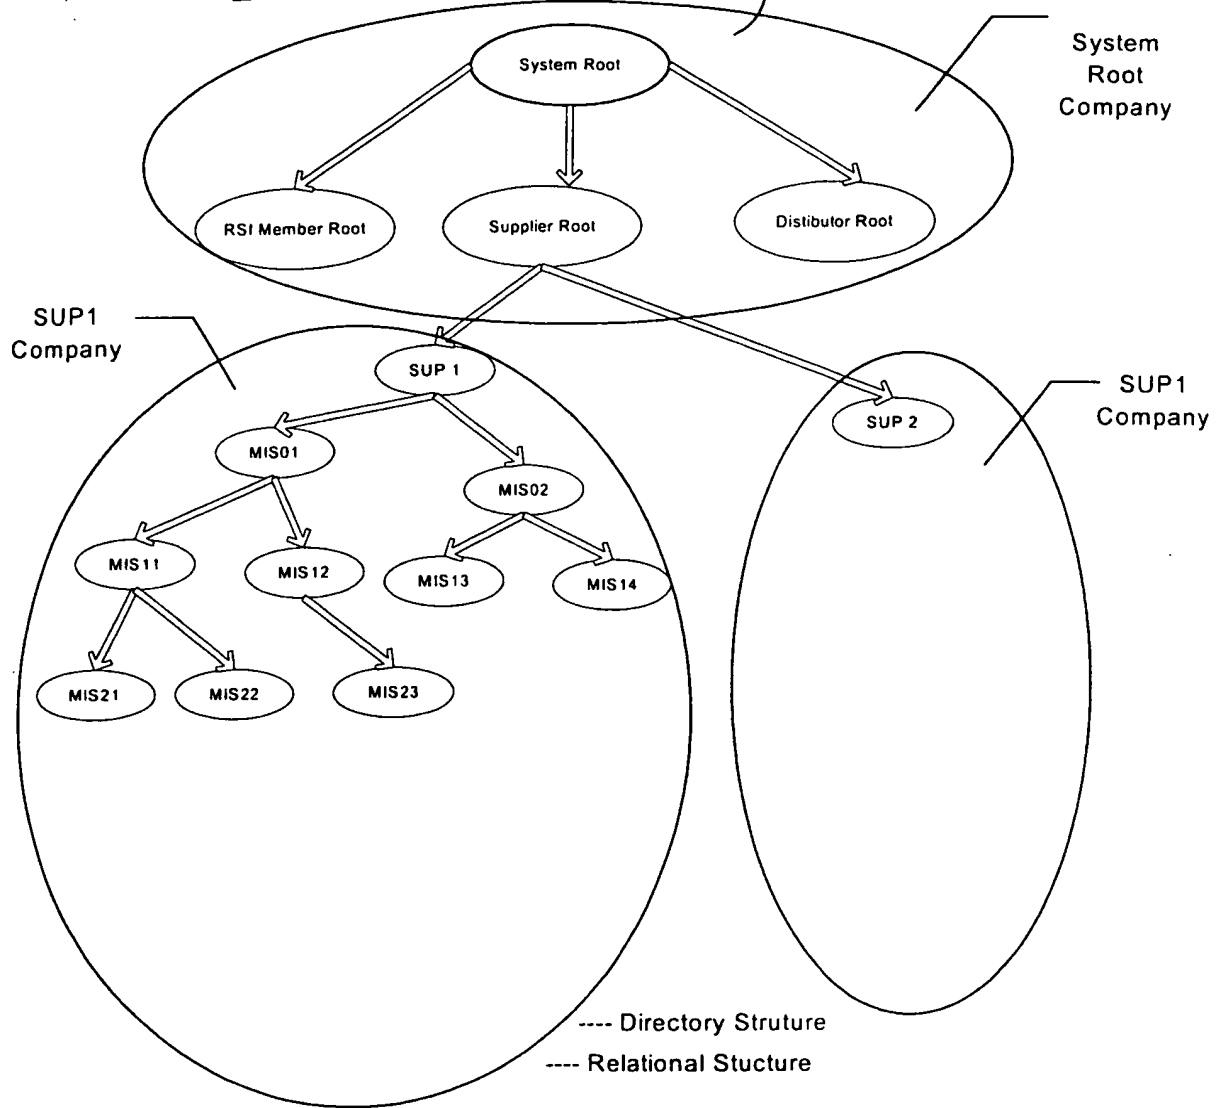 System Root
System
Root
Company
RSI Member Root
Supplier Root
Distibutor Root
SUP1
Company
SUP 1
SUP1
Company
SUP 2
MIS01
MIS02
MIS11
MIS12
MIS13
MIS14
MIS21
MIS22
MIS23
---- Directory Struture
---- Relational Stucture